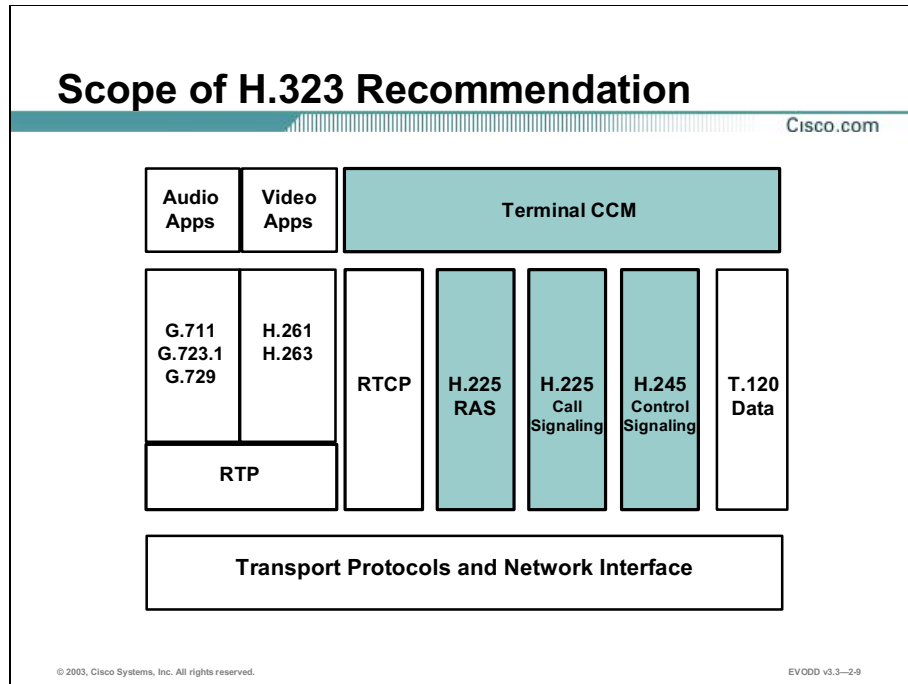 Scope of H.323 Recommendation
Cisco.com
Audio
Apps
Video
Apps
Terminal CCM
G.711
G.723.1
G.729
H.261
H.263
RTP
RTCP
H.225
RAS
H.225
Call
Signaling
H.245
Control
Signaling
T.120
Data
Transport Protocols and Network Interface
© 2003, Cisco Systems, Inc. All rights reserved.
EVODD v3.3—2-9